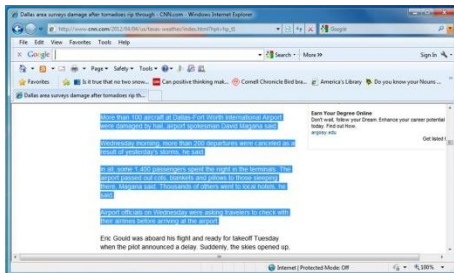 Dallas area surveys damage after tornadoes rip through - CNN.com - Windows Internet Explorer
http://www.cnn.com/2012/04/04/us/texas-weather/index.html?hpt=hp_t1
Google
File Edit View Favorites Tools Help
x Google Search More >> Sign In
Page Safety Tools
Favorites Is it true that no two snow... Can positive thinking mak... Cornell Chronicle Bird bra... America's Library Do you know your Nouns ...
Dallas area surveys damage after tornadoes rip th...
More than 100 aircraft at Dallas-Fort Worth International Airport
were damaged by hail, airport spokesman David Magana said.
Wednesday morning, more than 200 departures were canceled as a
result of yesterday's storms, he said.
In all, some 1,400 passengers spent the night in the terminals. The
airport passed out cots, blankets and pillows to those sleeping
there, Magana said. Thousands of others went to local hotels, he
said.
Airport officials on Wednesday were asking travelers to check with
their airlines before arriving at the airport.
Eric Gould was aboard his flight and ready for takeoff Tuesday
when the pilot announced a delay. Suddenly, the skies opened up.
Earn Your Degree Online
Don't wait, follow your Dream. Enhance your career potential
today. Find out How.
argosy.edu
Get listed
Internet | Protected Mode: Off 100%